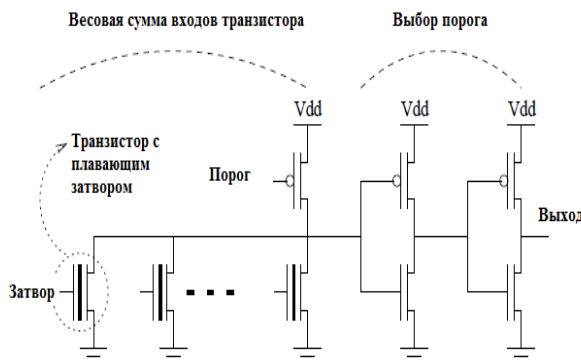 Весовая сумма входов транзистора
Выбор порога
Vdd
Vdd
Vdd
Транзистор с
плавающим
затвором
Порог
Выход
Затвор